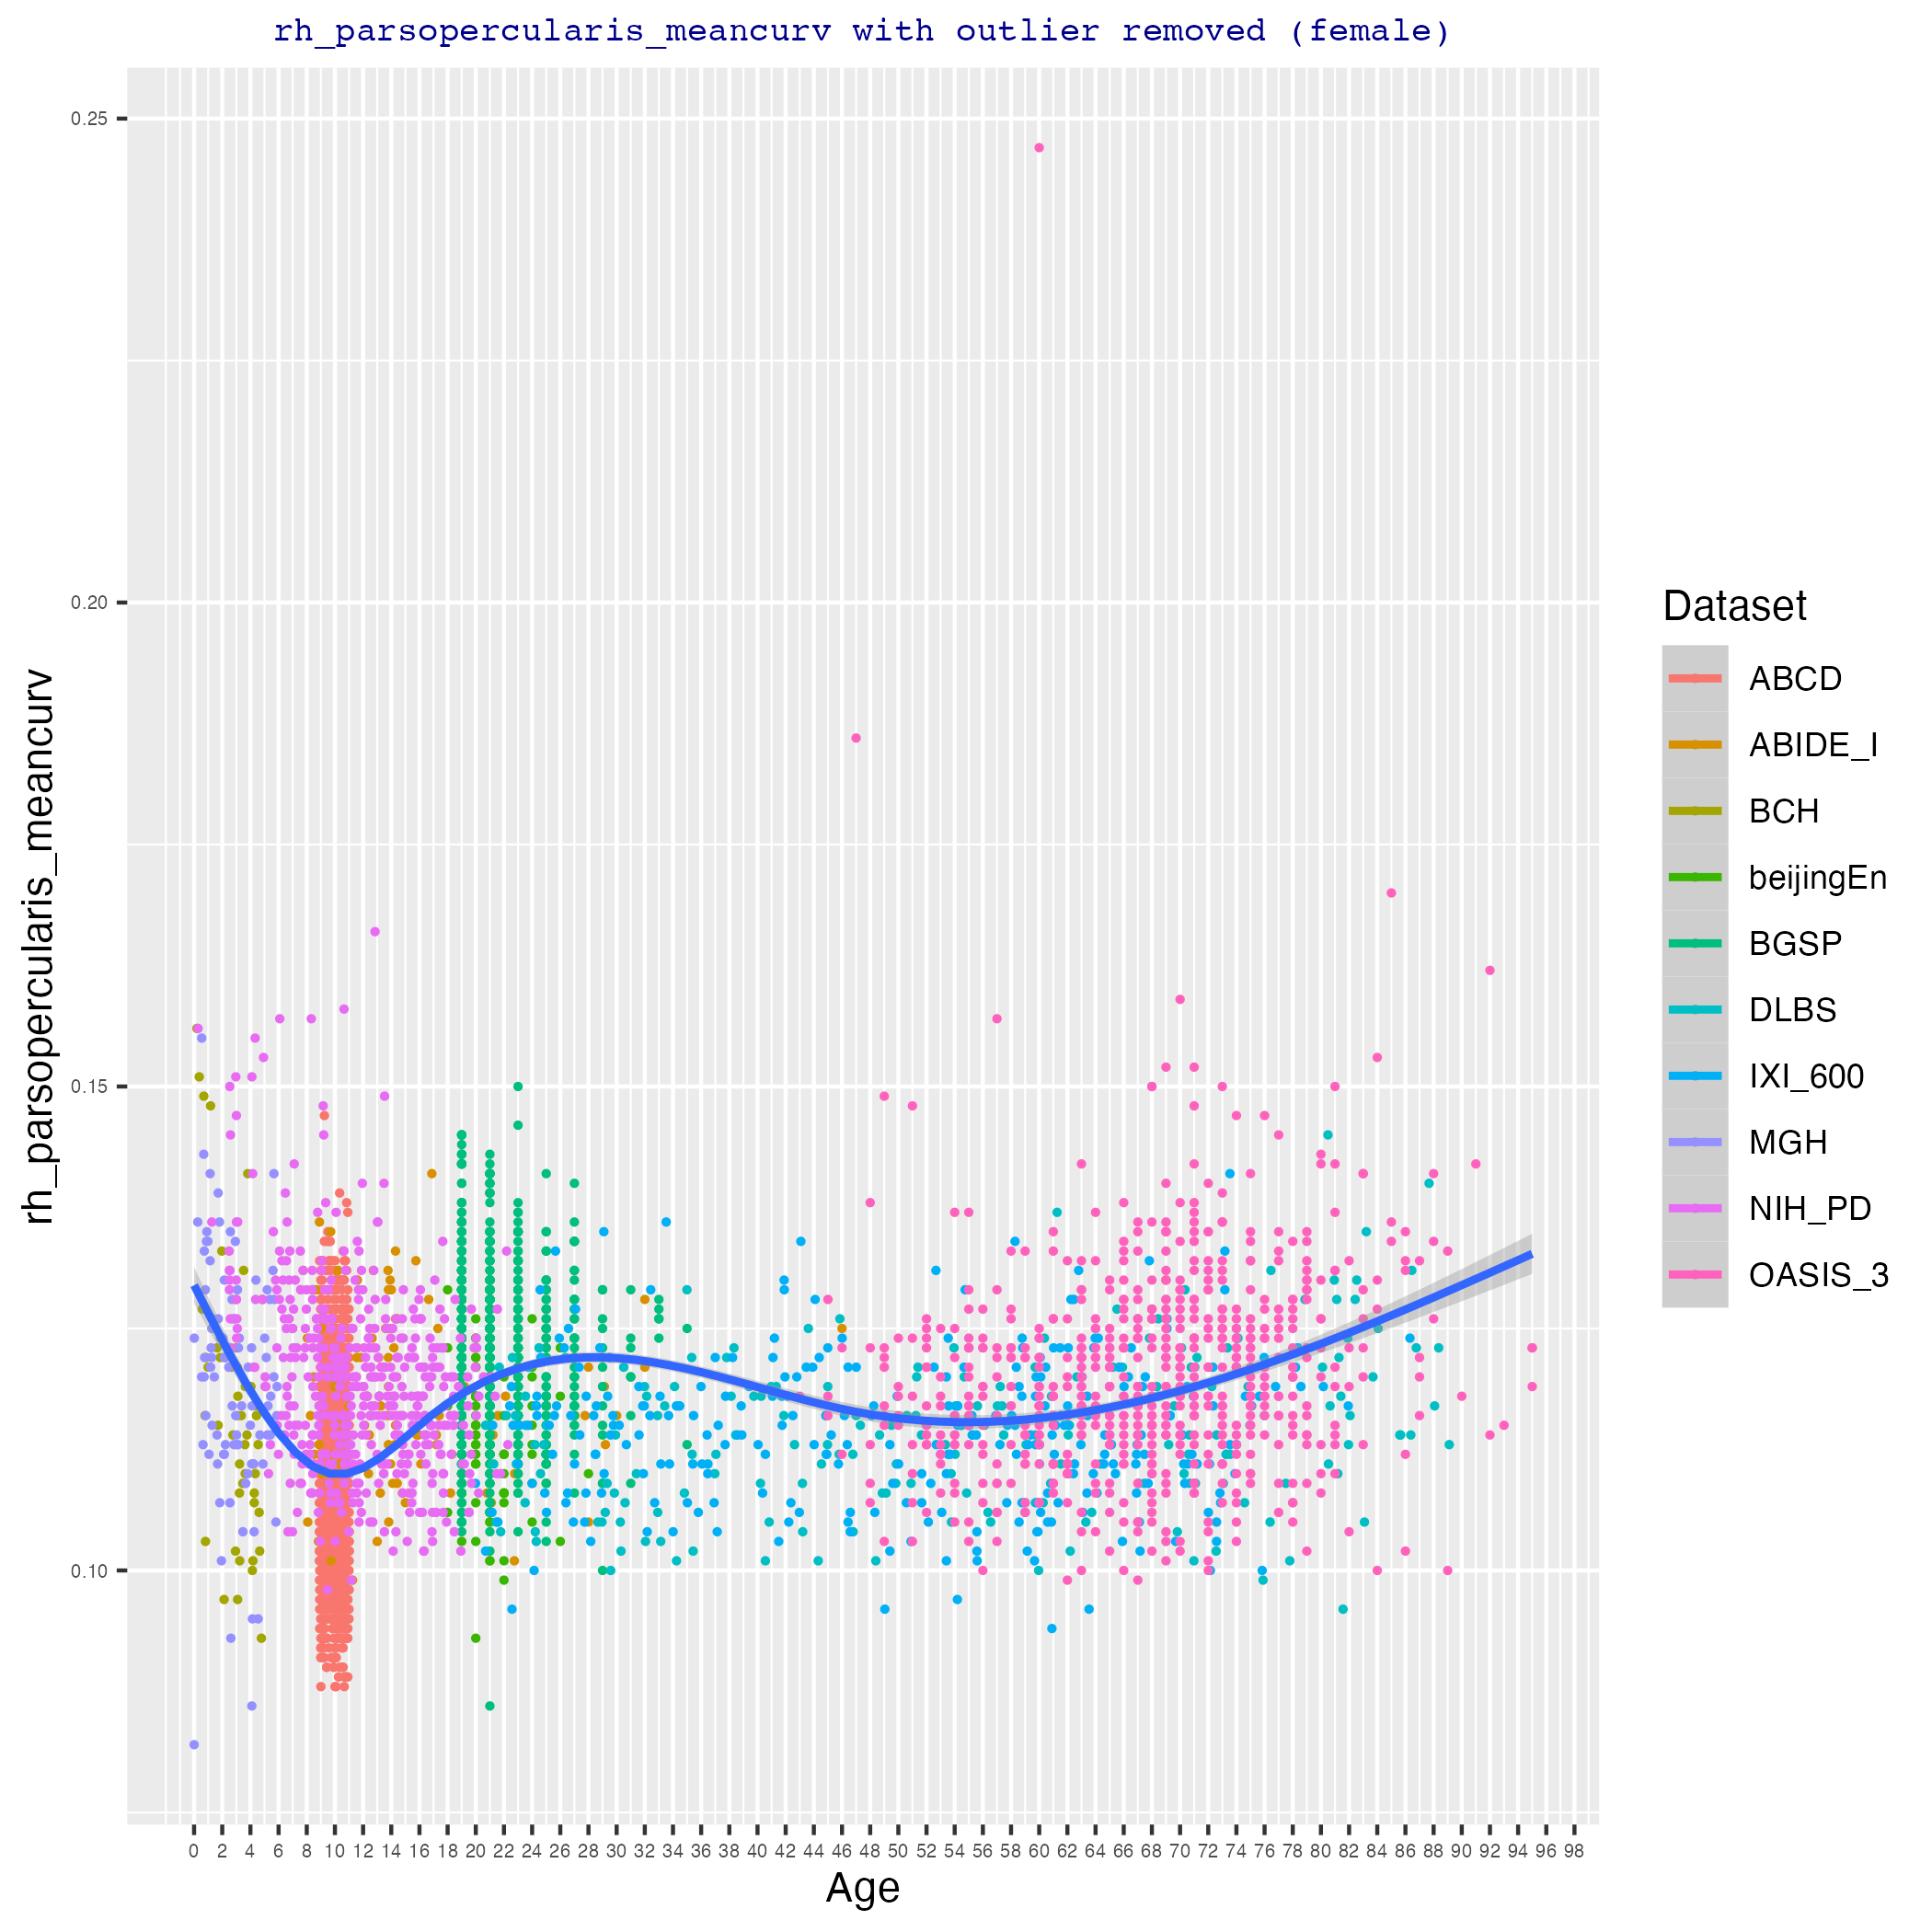 rh_parsopercularis_meancurv with outlier removed (female)
rh_parsopercularis_meancurv
0.25
0.20
0.15
0.10
0 2 4 6 8 10 12 14 16 18 20 22 24 26 28 30 32 34 36 38 40 42 44 46 48 50 52 54 56 58 60 62 64 66 68 70 72 74 76 78 80 82 84 86 88 90 92 94 96 98
Age
Dataset
ABCD
ABIDE_I
BCH
beijingEn
BGSP
DLBS
IXI_600
MGH
NIH_PD
OASIS_3